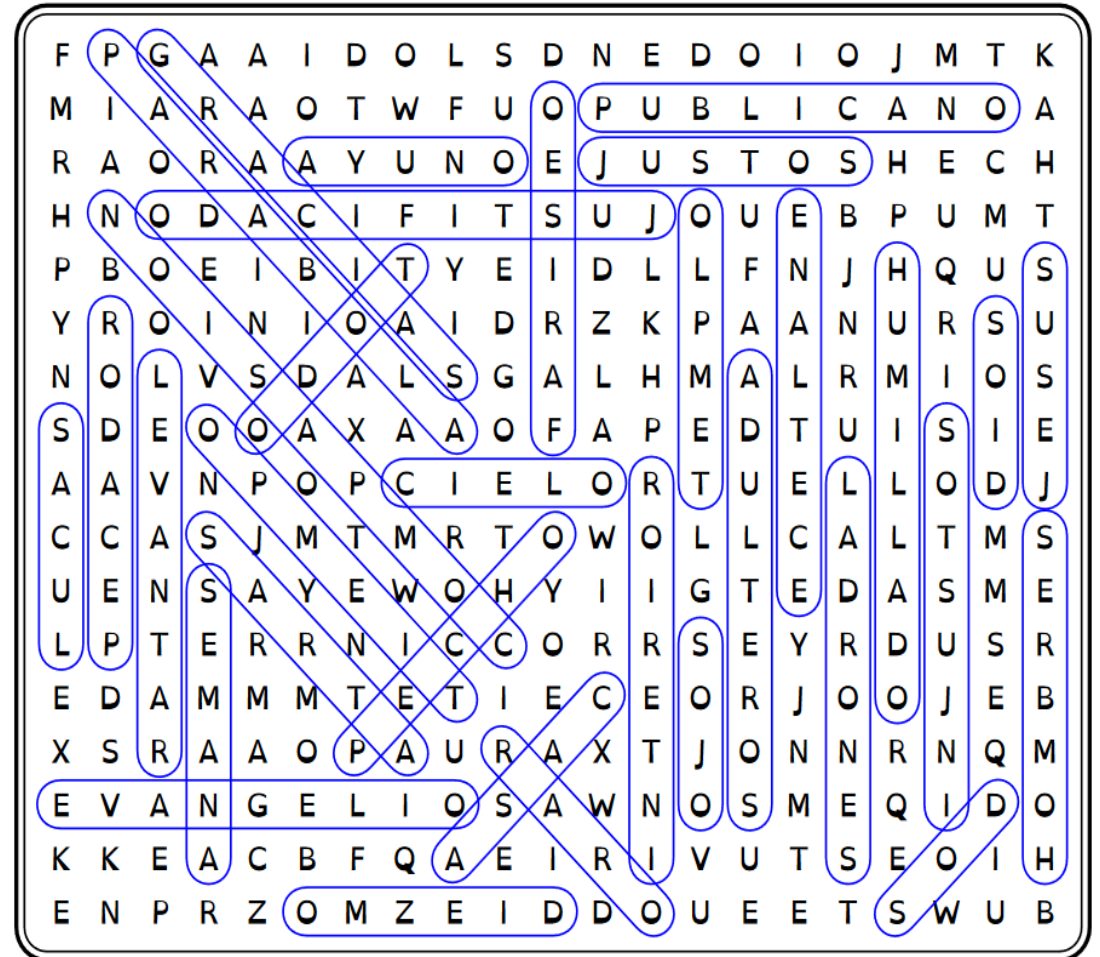 F P G A A I D O L S D N E D O I O J M T K
M I A R A O T W F U O P U B L I C A N O A
R A O R A A Y U N O E J U S T O S H E C H
H N O D A C I F I T S U J O U E B P U M T
P B O E I B I T Y E I D L L F N J H Q U S
Y R O I N I O A I D R Z K P A A N U R S U
N O L V S D A L S G A L H M A L R M I O S
S D E O O A X A A O F A P E D T U I S I E
A A V N P O P C I E L O R T U E L L O D J
C C A S J M T M R T O W O L L C A L T M S
U E N S A Y E W O H Y I I G T E D A S M E
L P T E R R N I C C O R R S E Y R D U S R
E D A M M M T E T I E C E O R J O O J E B
X S R A A O P A U R A X T J O N N R N Q M
E V A N G E L I O S A W N O S M E Q I D O
K K E A C B F Q A E I R I V U T S E O I H
E N P R Z O M Z E I D D O U E E T S W U B